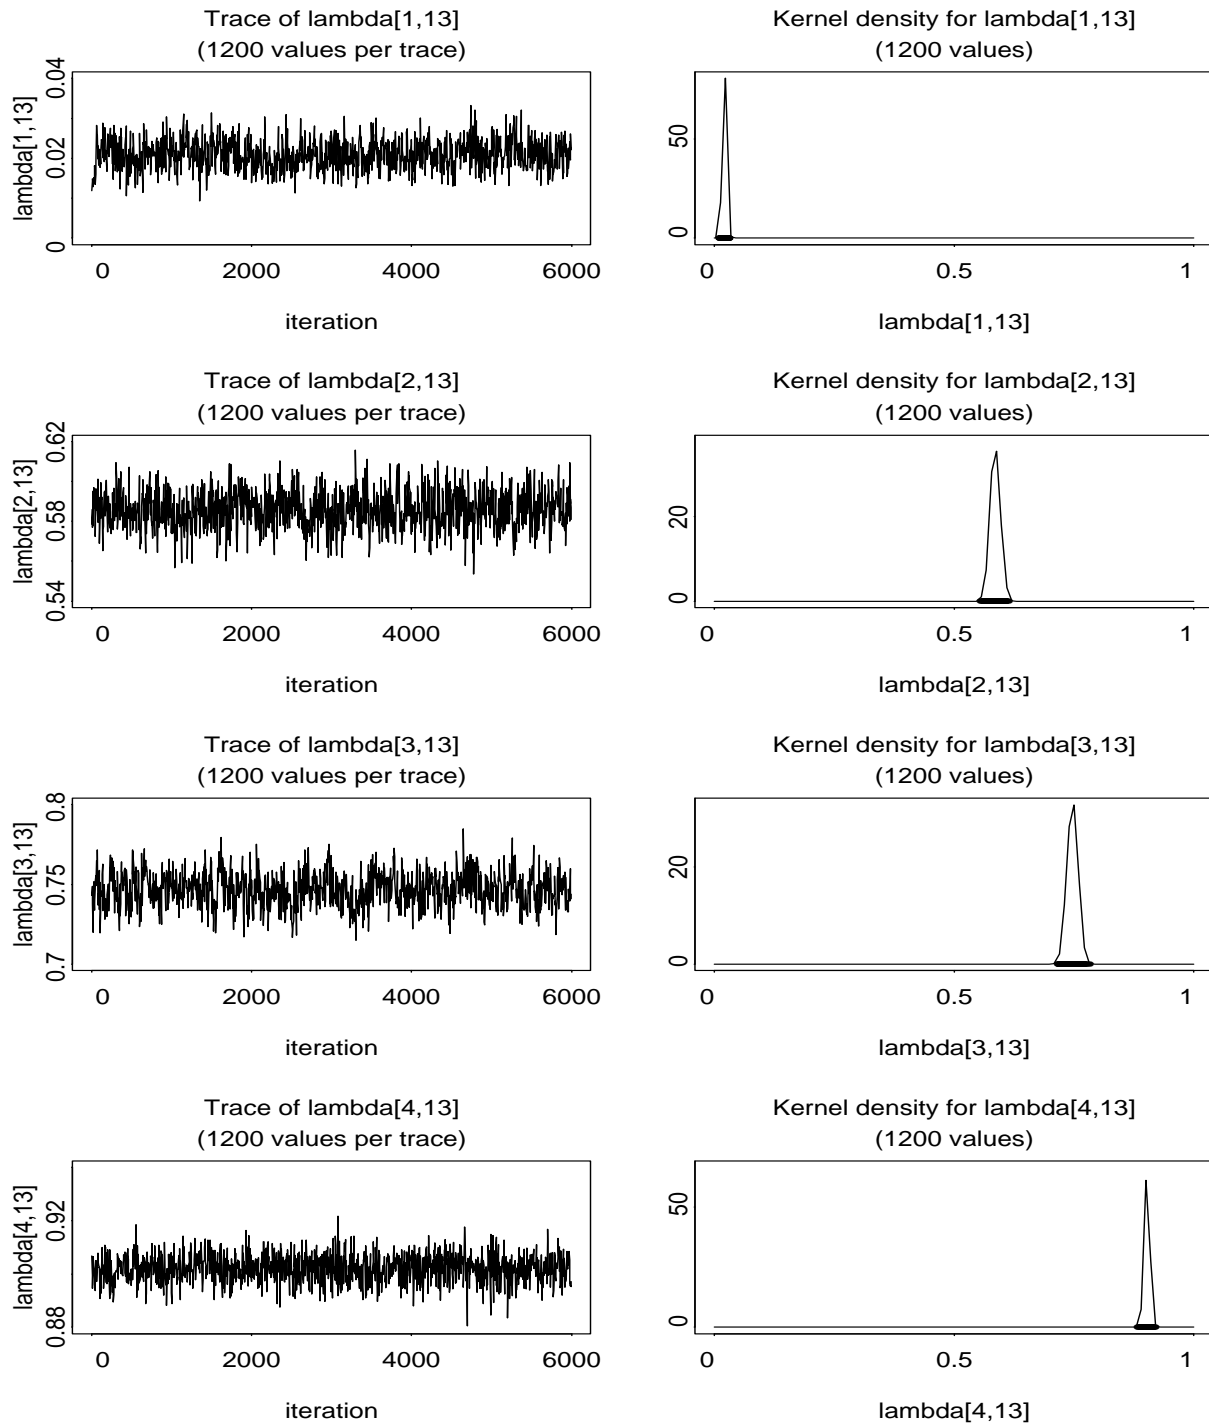 Trace of lambda[1,13]
(1200 values per trace)
lambda[1,13]
0 0.02 0.04
0 2000 4000 6000
iteration
Kernel density for lambda[1,13]
(1200 values)
0 50
0 0.5 1
lambda[1,13]
Trace of lambda[2,13]
(1200 values per trace)
lambda[2,13]
0.54 0.58 0.62
0 2000 4000 6000
iteration
Kernel density for lambda[2,13]
(1200 values)
0 20
0 0.5 1
lambda[2,13]
Trace of lambda[3,13]
(1200 values per trace)
lambda[3,13]
0.7 0.75 0.8
0 2000 4000 6000
iteration
Kernel density for lambda[3,13]
(1200 values)
0 20
0 0.5 1
lambda[3,13]
Trace of lambda[4,13]
(1200 values per trace)
lambda[4,13]
0.88 0.92
0 2000 4000 6000
iteration
Kernel density for lambda[4,13]
(1200 values)
0 50
0 0.5 1
lambda[4,13]